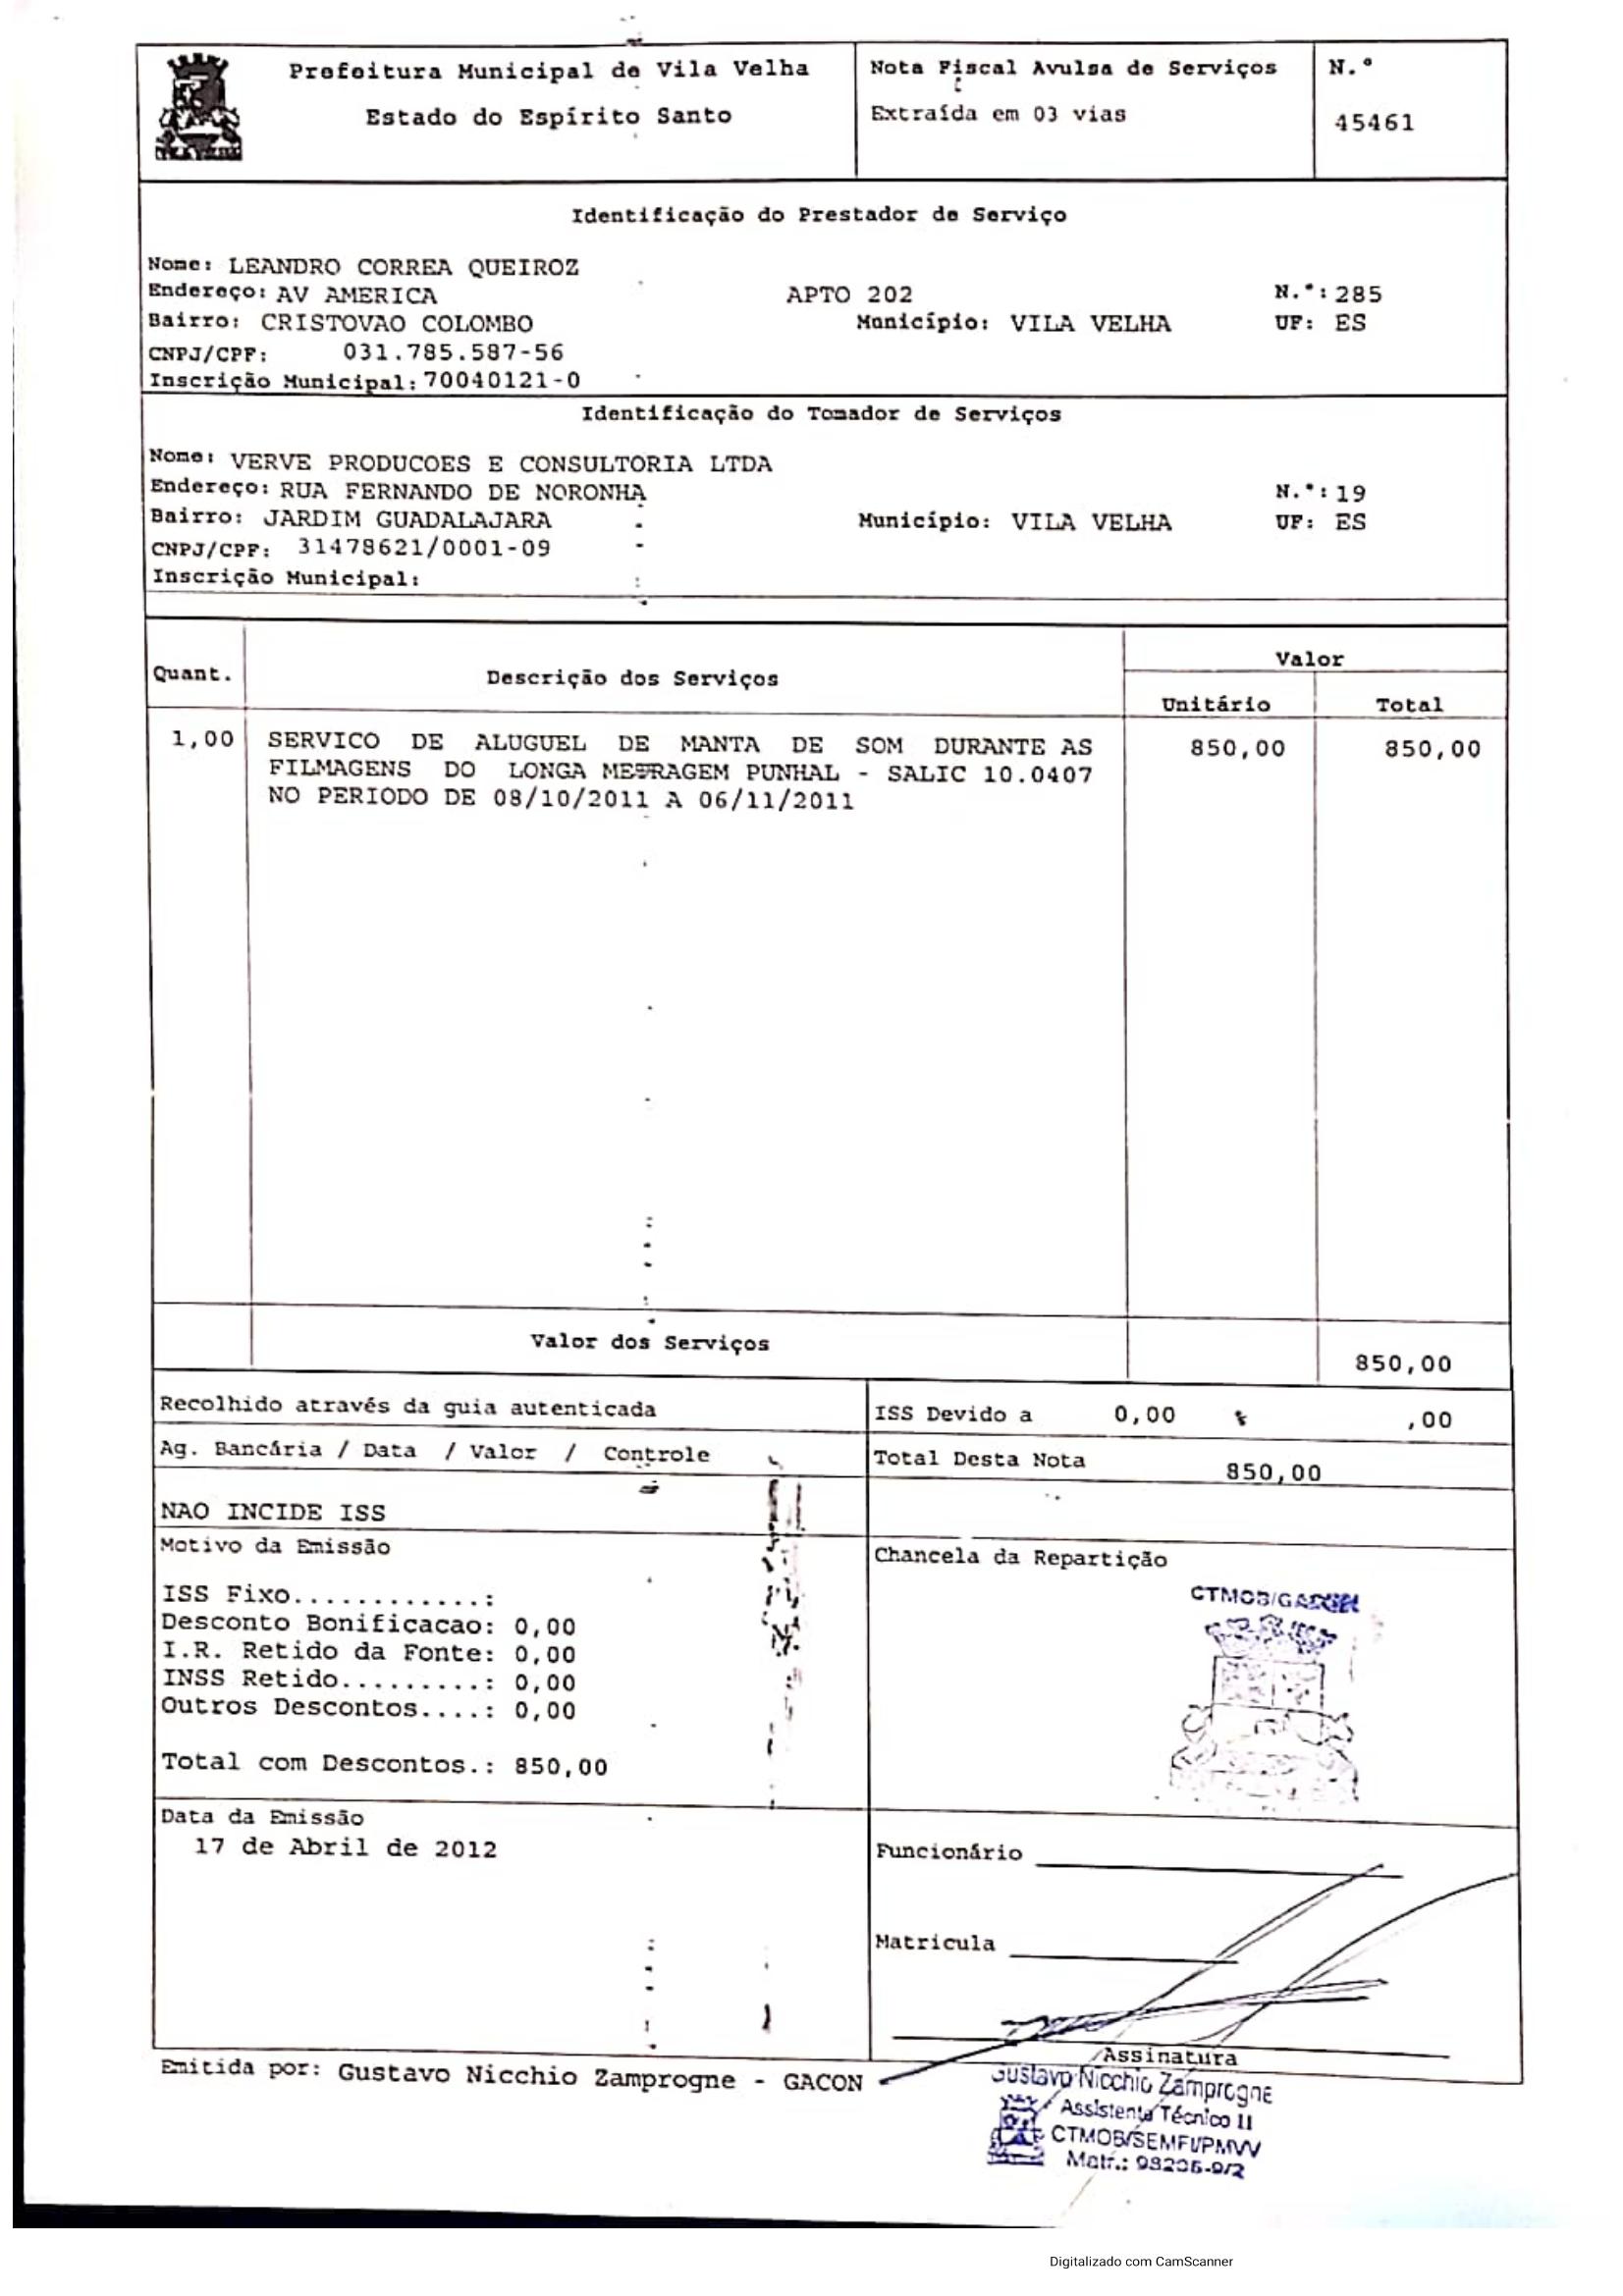 Prefeitura Municipal de Vila Velha
Estado do Espírito Santo
Nota Fiscal Avulsa de Serviços
Extraída em 03 vias
N.º
45461
Identificação do Prestador de Serviço
Nome: LEANDRO CORREA QUEIROZ
Endereço: AV AMERICA APTO 202 N.º: 285
Bairro: CRISTOVAO COLOMBO Município: VILA VELHA UF: ES
CNPJ/CPF: 031.785.587-56
Inscrição Municipal: 70040121-0
Identificação do Tomador de Serviços
Nome: VERVE PRODUCOES E CONSULTORIA LTDA
Endereço: RUA FERNANDO DE NORONHA N.º: 19
Bairro: JARDIM GUADALAJARA Município: VILA VELHA UF: ES
CNPJ/CPF: 31478621/0001-09
Inscrição Municipal:
Quant. Descrição dos Serviços Valor
Unitário Total
1,00 SERVICO DE ALUGUEL DE MANTA DE SOM DURANTE AS 850,00 850,00
FILMAGENS DO LONGA PUNHAL - SALIC 10.0407
NO PERIODO DE 08/10/2011 A 06/11/2011
Valor dos Serviços 850,00
Recolhido através da guia autenticada
Ag. Bancária / Data / Valor / Controle
NAO INCIDE ISS
ISS Devido a 0,00 % ,00
Total Desta Nota 850,00
Motivo da Emissão
ISS Fixo.............:
Desconto Bonificacao: 0,00
I.R. Retido da Fonte: 0,00
INSS Retido.........: 0,00
Outros Descontos....: 0,00
Total com Descontos.: 850,00
Chancela da Repartição
Data da Emissão
17 de Abril de 2012
Funcionário
Matricula
Assinatura
Emitida por: Gustavo Nicchio Zamprogne - GACON
Gustavo Nicchio Zamprogne
Assistente Técnico II
CTMOB/SEMFI/PMVV
Matr.:
Digitalizado com CamScanner